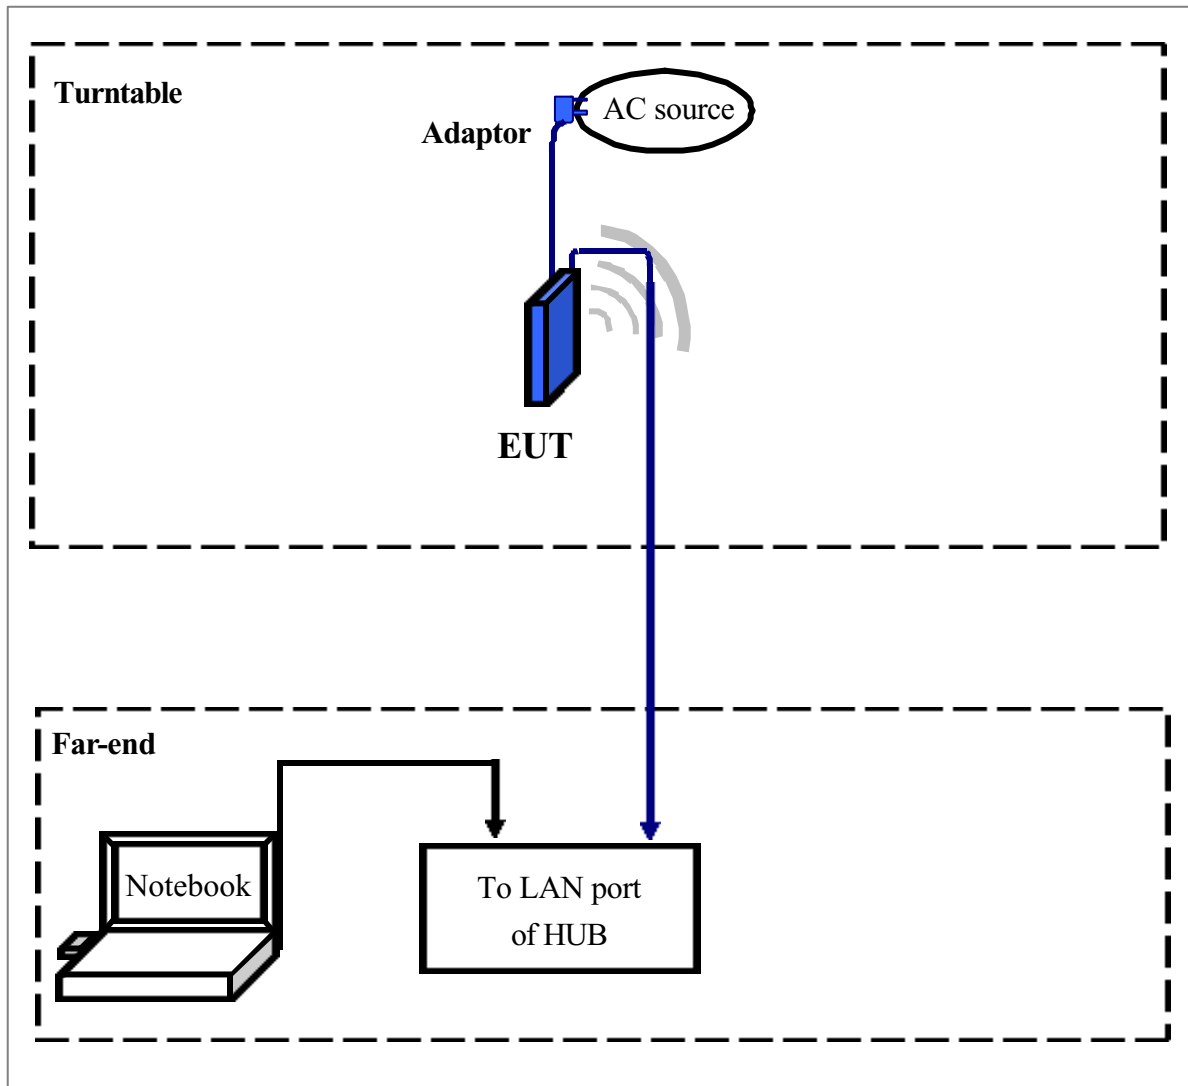 Turntable
AC source
Adaptor
EUT
Far-end
Notebook
To LAN port
of HUB